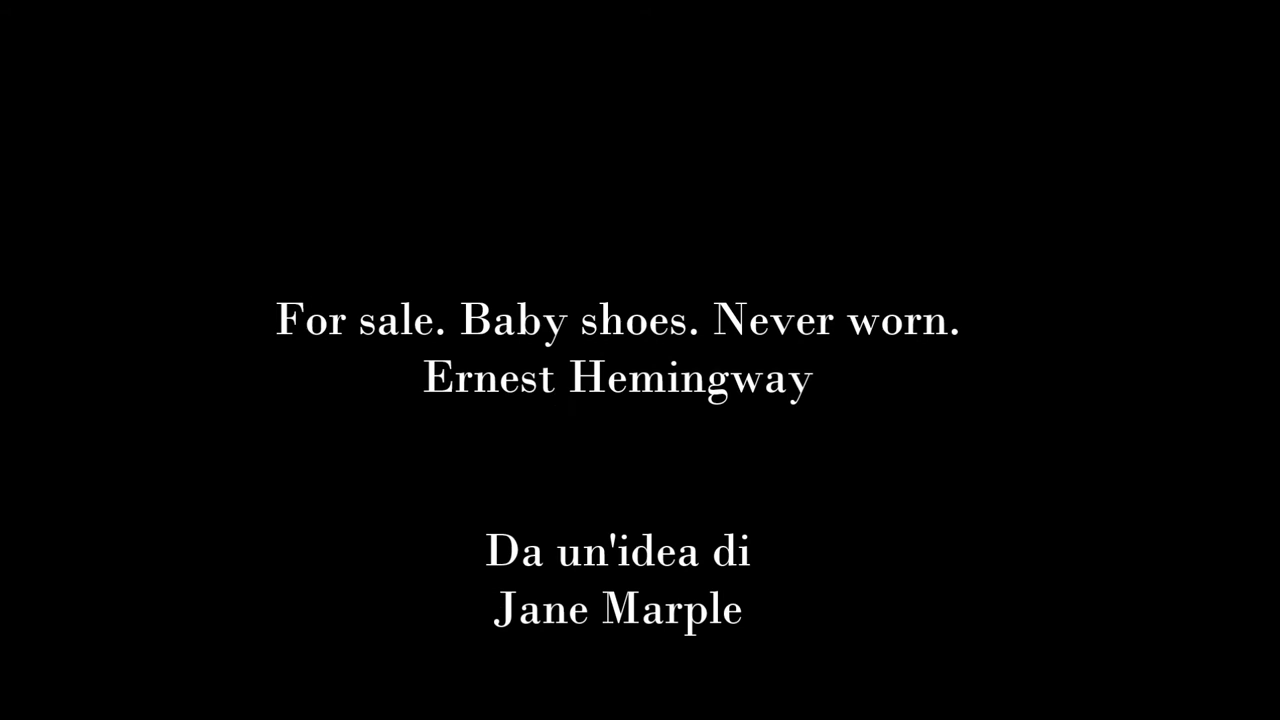 For sale. Baby shoes. Never worn.
Ernest Hemingway
Da un'idea di
Jane Marple